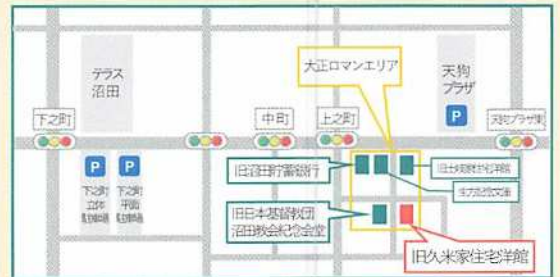 大正ロマンエリア
テラス
沼田
天狗
プラザ
P
下之町
中町
上之町
天狗プラザ東
P
P
下之町
立体
駐車場
下之町
平面
駐車場
旧沼田貯蓄銀行
旧土岐家住宅洋館
生方記念文庫
旧日本基督教団
沼田教会紀念会堂
旧久米家住宅洋館